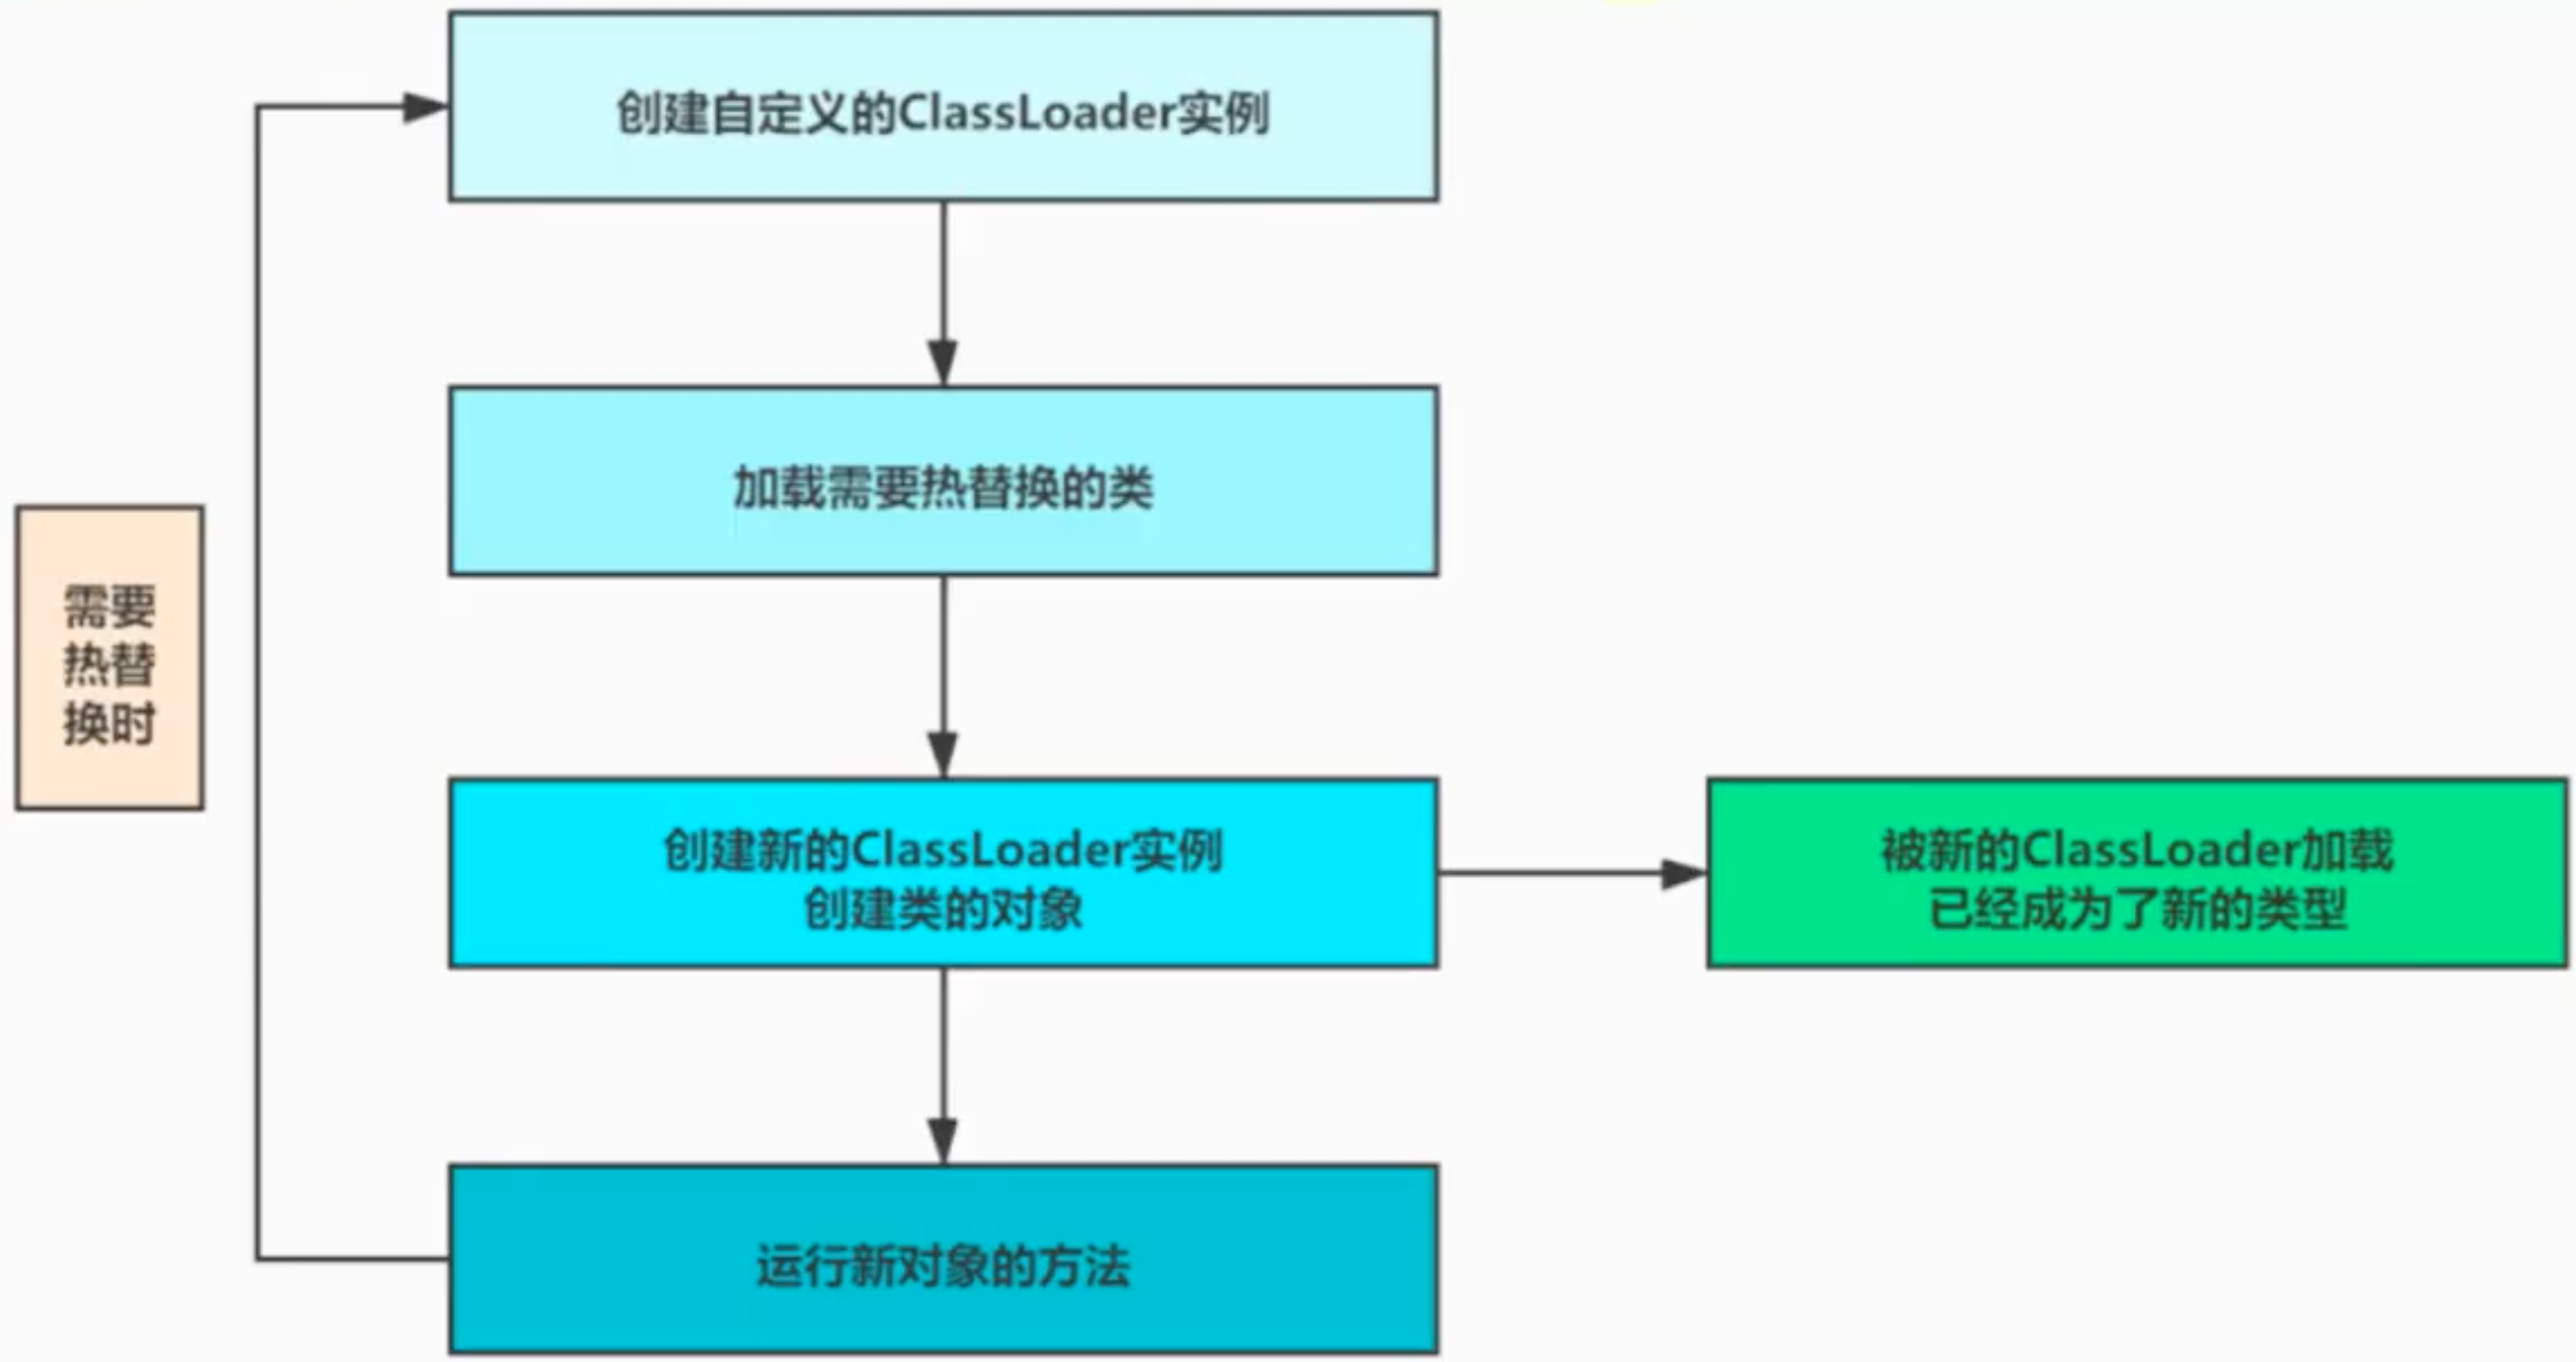 创建自定义的ClassLoader实例
加载需要热替换的类
需要
热替
换时
创建新的ClassLoader实例
创建类的对象
被新的ClassLoader加载
已经成为了新的类型
运行新对象的方法